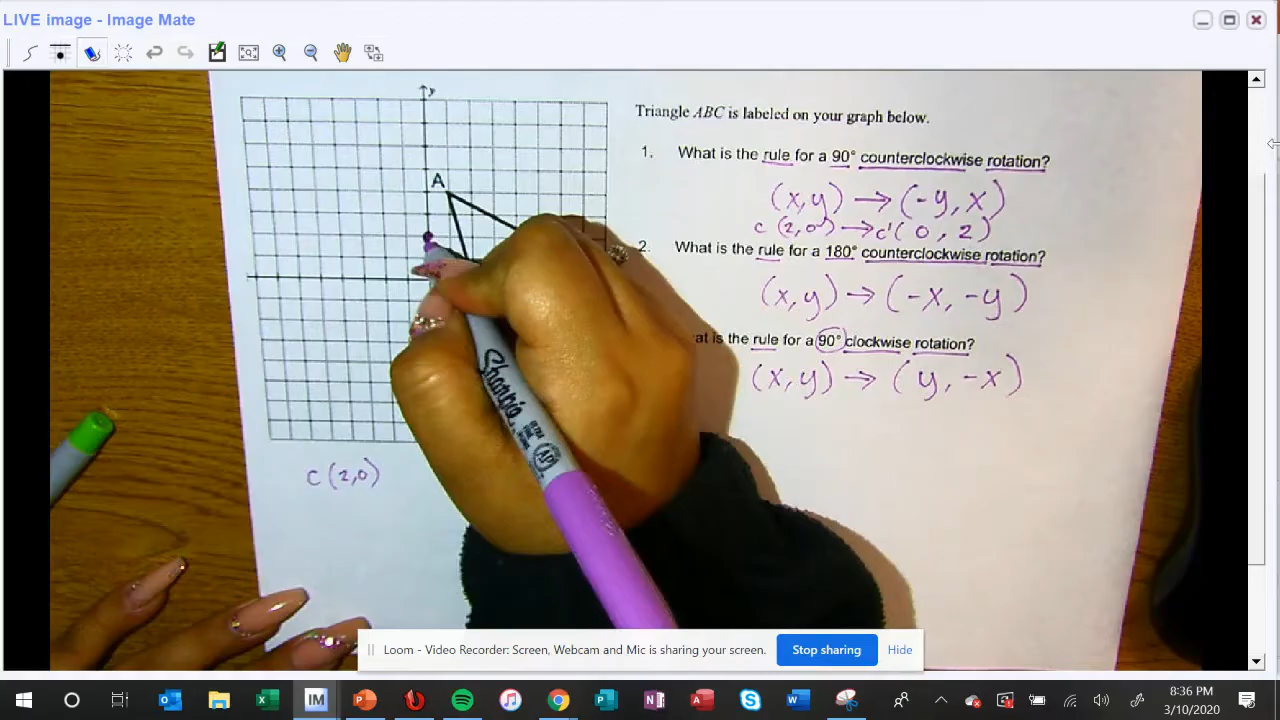 LIVE image - Image Mate
y
A
Triangle ABC is labeled on your graph below.
1. What is the rule for a 90° counterclockwise rotation?
(x,y) → (-y, x)
C (2,0) → C' (0, 2)
2. What is the rule for a 180° counterclockwise rotation?
(x,y) → (-x, -y)
is the rule for a 90° clockwise rotation?
(x,y) → (y, -x)
C (2,0)
Sharpie
AP
Loom - Video Recorder: Screen, Webcam and Mic is sharing your screen.
Stop sharing
Hide
IM
8:36 PM
3/10/2020